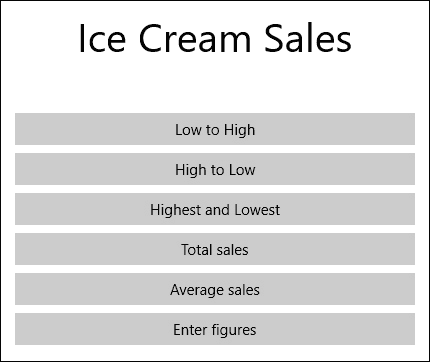 Ice Cream Sales
Low to High
High to Low
Highest and Lowest
Total sales
Average sales
Enter figures